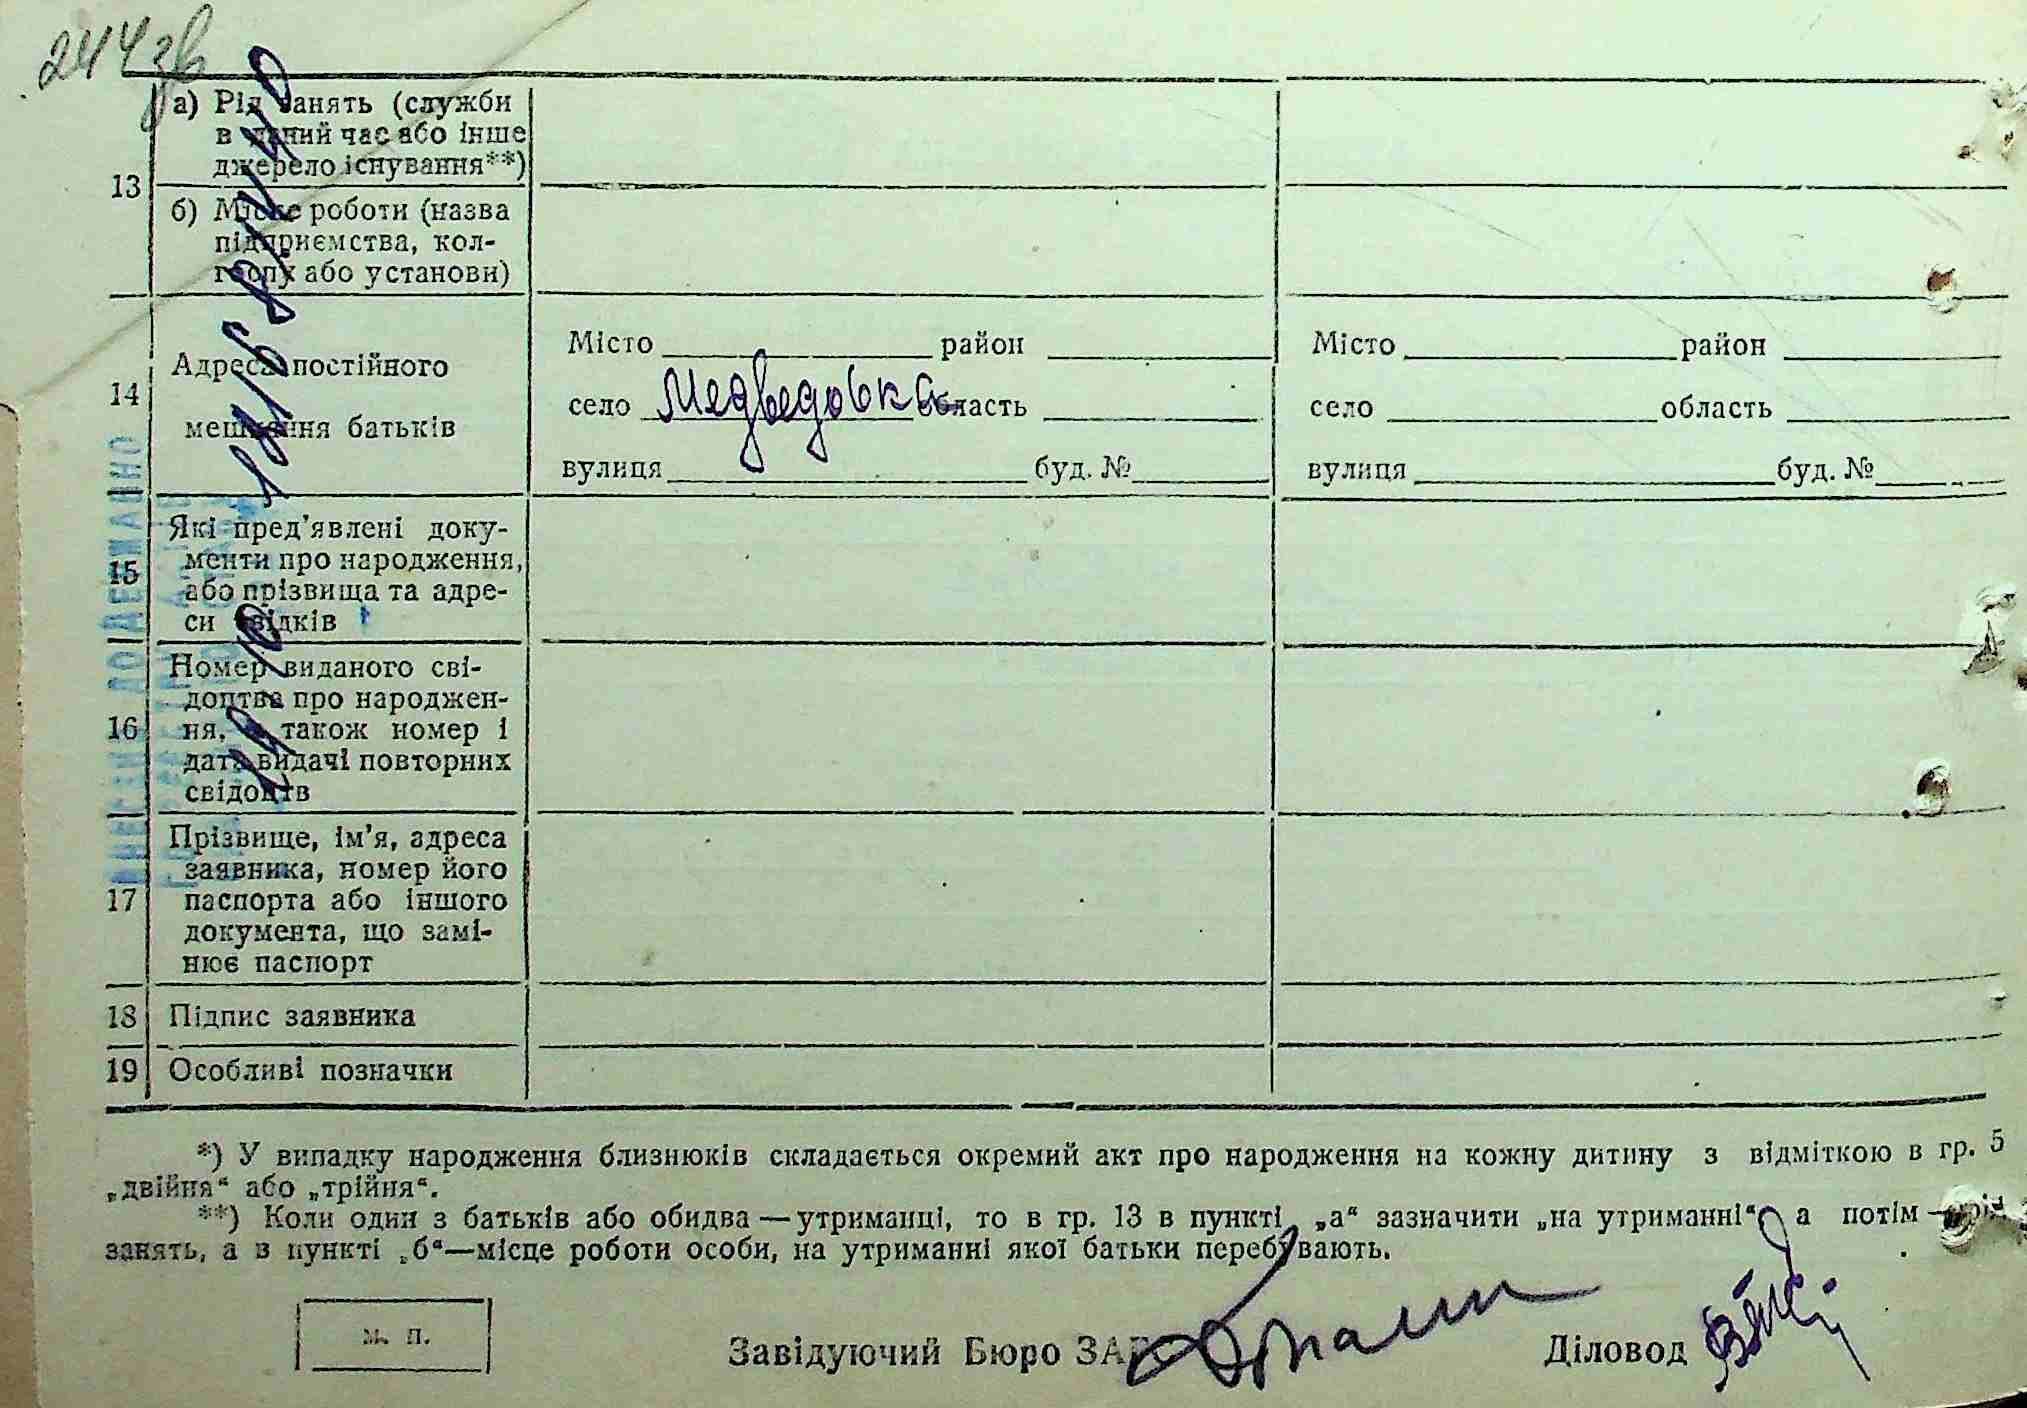 244зв
13
а) Рід занять (служби
в даний час або інше
джерело існування**)
б) Місце роботи (назва
підприємства, кол-
госпу або установи)
14
Адреса постійного
мешкання батьків
Місто район
село Медведовка область
вулиця буд. №
Місто район
село область
вулиця буд. №
15
Які пред'явлені доку-
менти про народження,
або прізвища та адре-
си свідків
16
Номер виданого сві-
доцтва про народжен-
ня, а також номер і
дата видачі повторних
свідоцтв
17
Прізвище, ім'я, адреса
заявника, номер його
паспорта або іншого
документа, що замі-
нює паспорт
18 Підпис заявника
19 Особливі позначки
*) У випадку народження близнюків складається окремий акт про народження на кожну дитину з відміткою в гр. 5
„двійня“ або „трійня“.
**) Коли один з батьків або обидва — утриманці, то в гр. 13 в пункті „а“ зазначити „на утриманні“, а потім — рід
занять, а в пункті „б“—місце роботи особи, на утриманні якої батьки перебувають.
м. п.
Завідуючий Бюро ЗАГС
Діловод